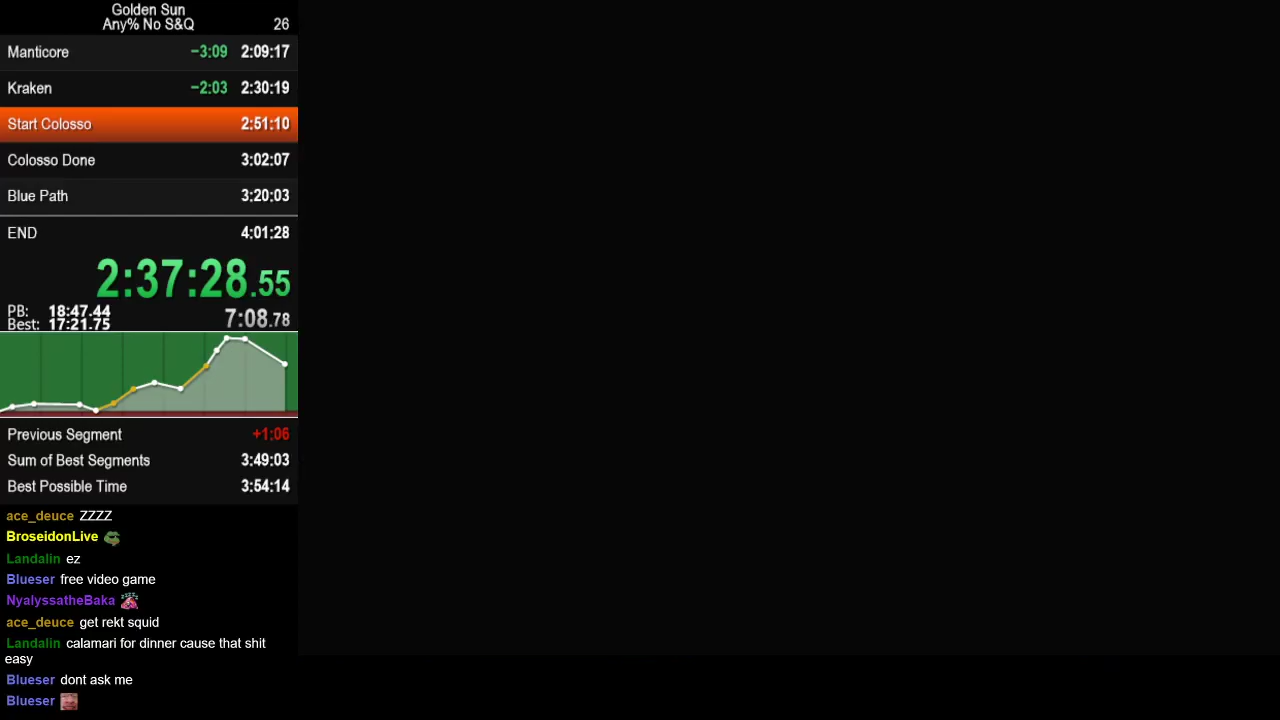 Golden Sun
Any% No S&Q 26
Manticore −3:09 2:09:17
Kraken −2:03 2:30:19
Start Colosso 2:51:10
Colosso Done 3:02:07
Blue Path 3:20:03
END 4:01:28
2:37:28.55
PB: 18:47.44
Best: 17:21.75
7:08.78
Previous Segment +1:06
Sum of Best Segments 3:49:03
Best Possible Time 3:54:14
ace_deuce ZZZZ
BroseidonLive
Landalin ez
Blueser free video game
NyalyssatheBaka
ace_deuce get rekt squid
Landalin calamari for dinner cause that shit
easy
Blueser dont ask me
Blueser